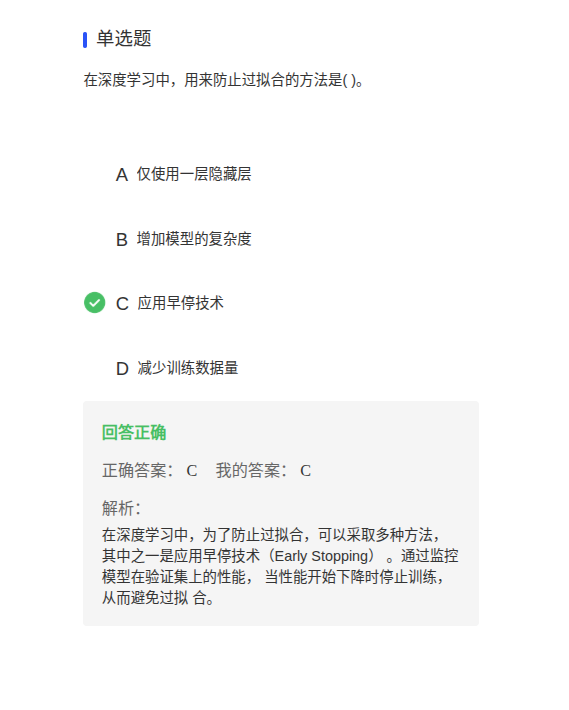 单选题
在深度学习中，用来防止过拟合的方法是( )。
A 仅使用一层隐藏层
B 增加模型的复杂度
C 应用早停技术
D 减少训练数据量
回答正确
正确答案： C 我的答案： C
解析：
在深度学习中，为了防止过拟合，可以采取多种方法，
其中之一是应用早停技术（Early Stopping） 。通过监控
模型在验证集上的性能， 当性能开始下降时停止训练，
从而避免过拟 合。